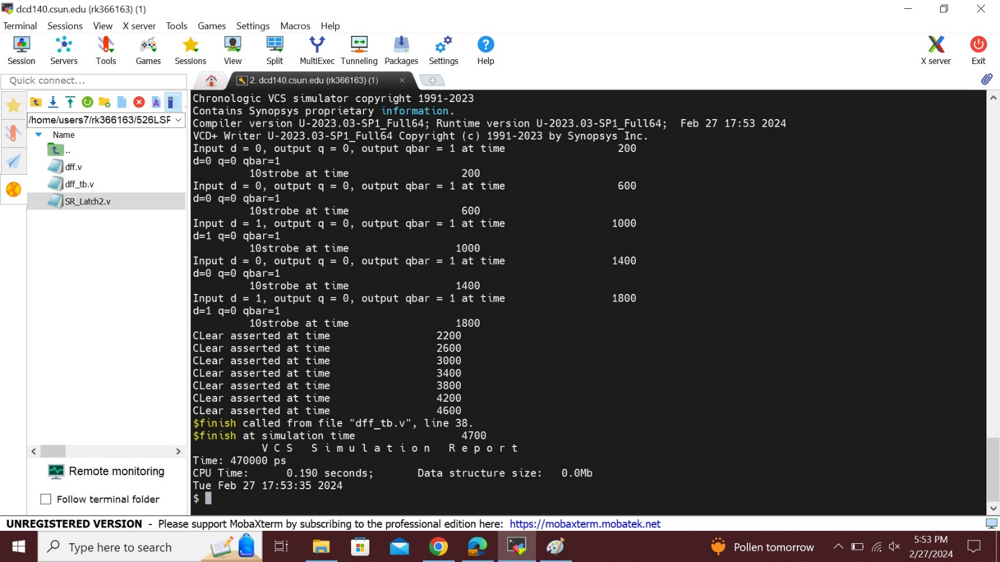 dcd140.csun.edu (rk366163) (1)
Terminal Sessions View X server Tools Games Settings Macros Help
Session Servers Tools Games Sessions View Split MultiExec Tunneling Packages Settings Help X server Exit
Quick connect...
2. dcd140.csun.edu (rk366163) (1)
/home/users7/rk366163/526LSF
Name
..
dff.v
dff_tb.v
SR_Latch2.v
Remote monitoring
Follow terminal folder
Chronologic VCS simulator copyright 1991-2023
Contains Synopsys proprietary information.
Compiler version U-2023.03-SP1_Full64; Runtime version U-2023.03-SP1_Full64;  Feb 27 17:53 2024
VCD+ Writer U-2023.03-SP1_Full64 Copyright (c) 1991-2023 by Synopsys Inc.
Input d = 0, output q = 0, output qbar = 1 at time                  200
d=0 q=0 qbar=1
         10strobe at time                  200
Input d = 0, output q = 0, output qbar = 1 at time                  600
d=0 q=0 qbar=1
         10strobe at time                  600
Input d = 1, output q = 0, output qbar = 1 at time                 1000
d=1 q=0 qbar=1
         10strobe at time                 1000
Input d = 0, output q = 0, output qbar = 1 at time                 1400
d=0 q=0 qbar=1
         10strobe at time                 1400
Input d = 1, output q = 0, output qbar = 1 at time                 1800
d=1 q=0 qbar=1
         10strobe at time                 1800
CLear asserted at time                 2200
CLear asserted at time                 2600
CLear asserted at time                 3000
CLear asserted at time                 3400
CLear asserted at time                 3800
CLear asserted at time                 4200
CLear asserted at time                 4600
$finish called from file "dff_tb.v", line 38.
$finish at simulation time                 4700
           V C S   S i m u l a t i o n   R e p o r t
Time: 470000 ps
CPU Time:      0.190 seconds;       Data structure size:   0.0Mb
Tue Feb 27 17:53:35 2024
$
UNREGISTERED VERSION - Please support MobaXterm by subscribing to the professional edition here: https://mobaxterm.mobatek.net
Type here to search
Pollen tomorrow
5:53 PM
2/27/2024